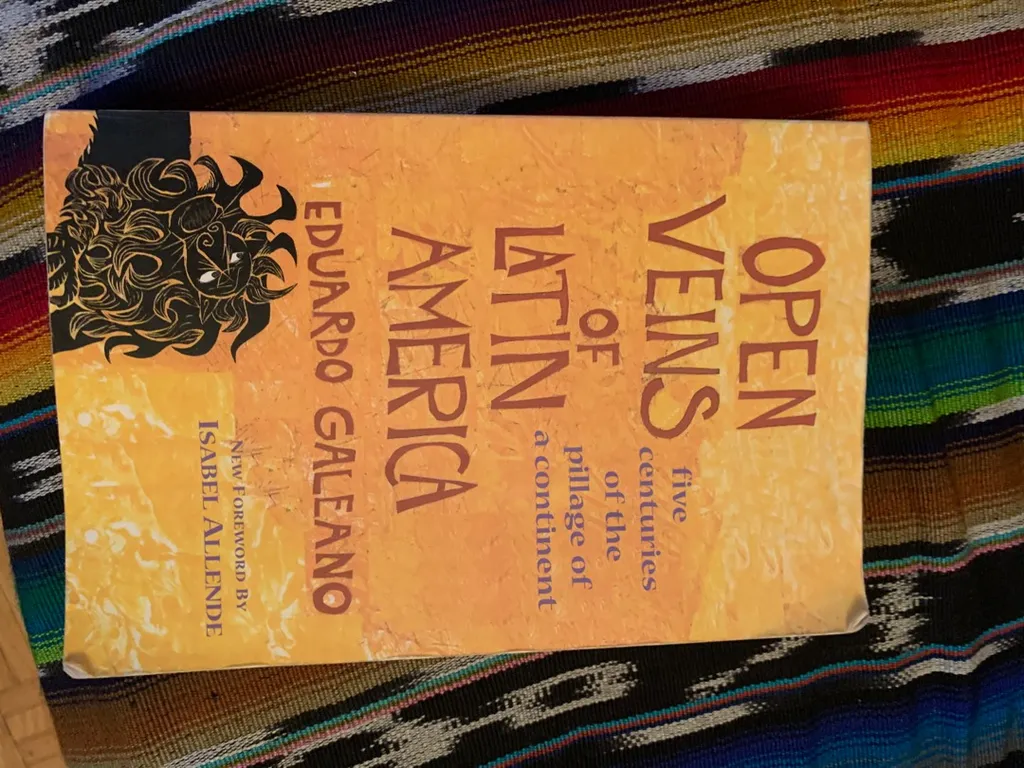 OPEN
VEINS
OF
LATIN
AMERICA
five
centuries
of the
pillage of
a continent
EDUARDO GALEANO
NEW FOREWORD BY
ISABEL ALLENDE